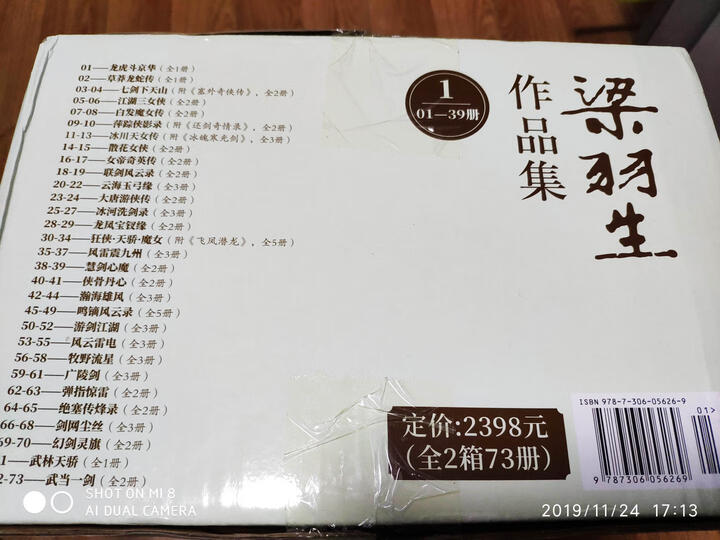 01——龙虎斗京华（全1册）
02——草莽龙蛇传（全1册）
03-04——七剑下天山（附《塞外奇侠传》，全2册）
05-06——江湖三女侠（全2册）
07-08——白发魔女传（全2册）
09-10——萍踪侠影录（附《还剑奇情录》，全2册）
11-13——冰川天女传（附《冰魄寒光剑》，全3册）
14-15——散花女侠（全2册）
16-17——女帝奇英传（全2册）
18-19——联剑风云录（全2册）
20-22——云海玉弓缘（全3册）
23-24——大唐游侠传（全2册）
25-27——冰河洗剑录（全3册）
28-29——龙凤宝钗缘（全2册）
30-34——狂侠·天骄·魔女（附《飞凤潜龙》，全5册）
35-37——风雷震九州（全3册）
38-39——慧剑心魔（全2册）
40-41——侠骨丹心（全2册）
42-44——瀚海雄风（全3册）
45-49——鸣镝风云录（全5册）
50-52——游剑江湖（全3册）
53-55——风云雷电（全3册）
56-58——牧野流星（全3册）
59-61——广陵剑（全3册）
62-63——弹指惊雷（全2册）
64-65——绝塞传烽录（全2册）
66-68——剑网尘丝（全3册）
69-70——幻剑灵旗（全2册）
1——武林天骄（全1册）
2-73——武当一剑（全2册）
1
01—39册
梁羽生
作品集
定价:2398元
（全2箱73册）
ISBN 978-7-306-05626-9
01>
9 787306 056269
SHOT ON MI 8
AI DUAL CAMERA
2019/11/24 17:13